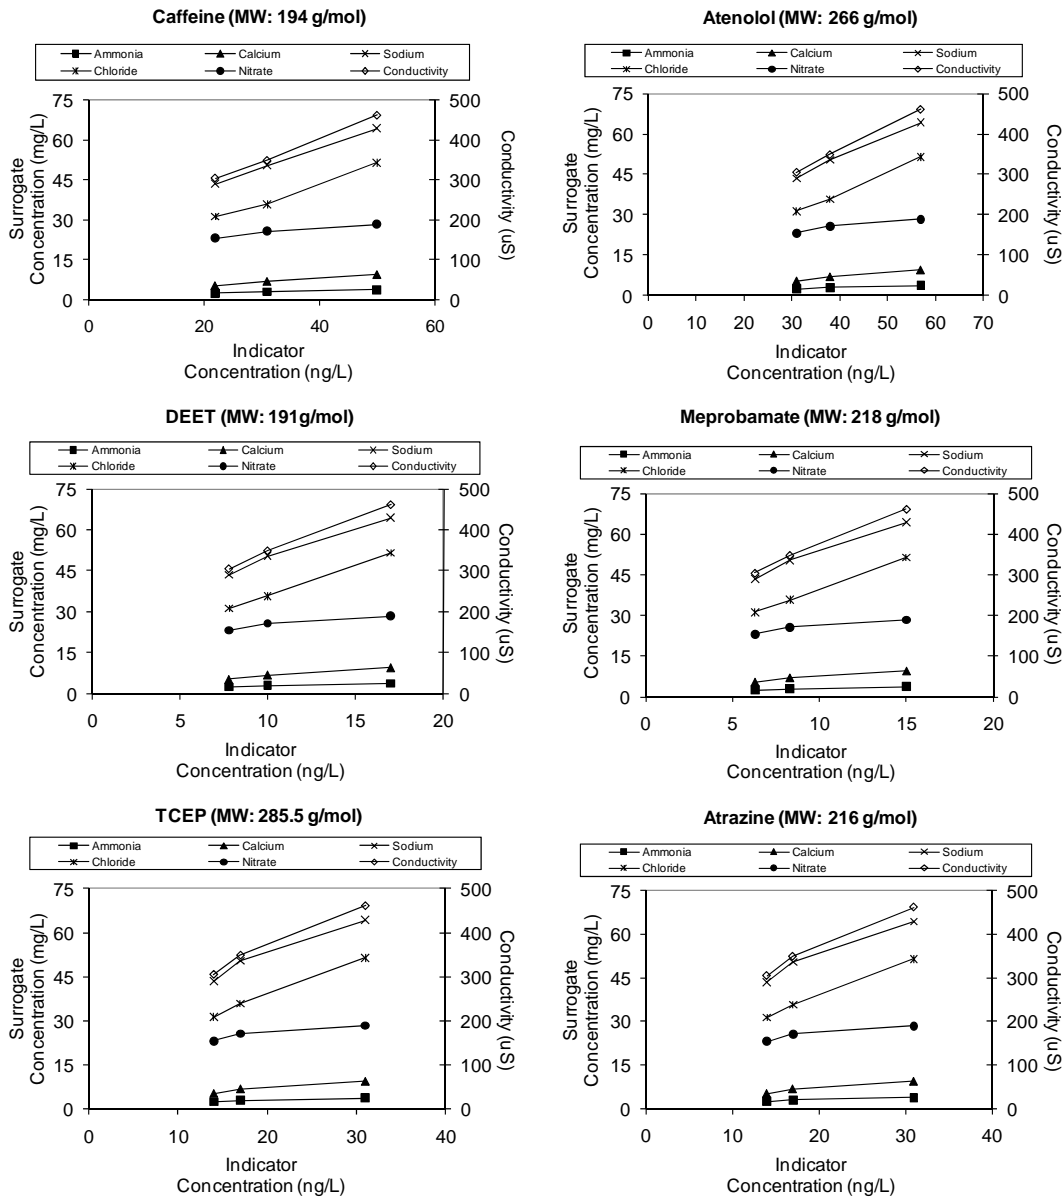 Caffeine (MW: 194 g/mol)
Ammonia Calcium Sodium
Chloride Nitrate Conductivity
Surrogate
Concentration (mg/L)
75
60
45
30
15
0
500
400
300
200
100
0
Conductivity (uS)
0 20 40 60
Indicator
Concentration (ng/L)
Atenolol (MW: 266 g/mol)
Ammonia Calcium Sodium
Chloride Nitrate Conductivity
Surrogate
Concentration (mg/L)
75
60
45
30
15
0
500
400
300
200
100
0
Conductivity (uS)
0 10 20 30 40 50 60 70
Indicator
Concentration (ng/L)
DEET (MW: 191g/mol)
Ammonia Calcium Sodium
Chloride Nitrate Conductivity
Surrogate
Concentration (mg/L)
75
60
45
30
15
0
500
400
300
200
100
0
Conductivity (uS)
0 5 10 15 20
Indicator
Concentration (ng/L)
Meprobamate (MW: 218 g/mol)
Ammonia Calcium Sodium
Chloride Nitrate Conductivity
Surrogate
Concentration (mg/L)
75
60
45
30
15
0
500
400
300
200
100
0
Conductivity (uS)
0 5 10 15 20
Indicator
Concentration (ng/L)
TCEP (MW: 285.5 g/mol)
Ammonia Calcium Sodium
Chloride Nitrate Conductivity
Surrogate
Concentration (mg/L)
75
60
45
30
15
0
500
400
300
200
100
0
Conductivity (uS)
0 10 20 30 40
Indicator
Concentration (ng/L)
Atrazine (MW: 216 g/mol)
Ammonia Calcium Sodium
Chloride Nitrate Conductivity
Surrogate
Concentration (mg/L)
75
60
45
30
15
0
500
400
300
200
100
0
Conductivity (uS)
0 10 20 30 40
Indicator
Concentration (ng/L)